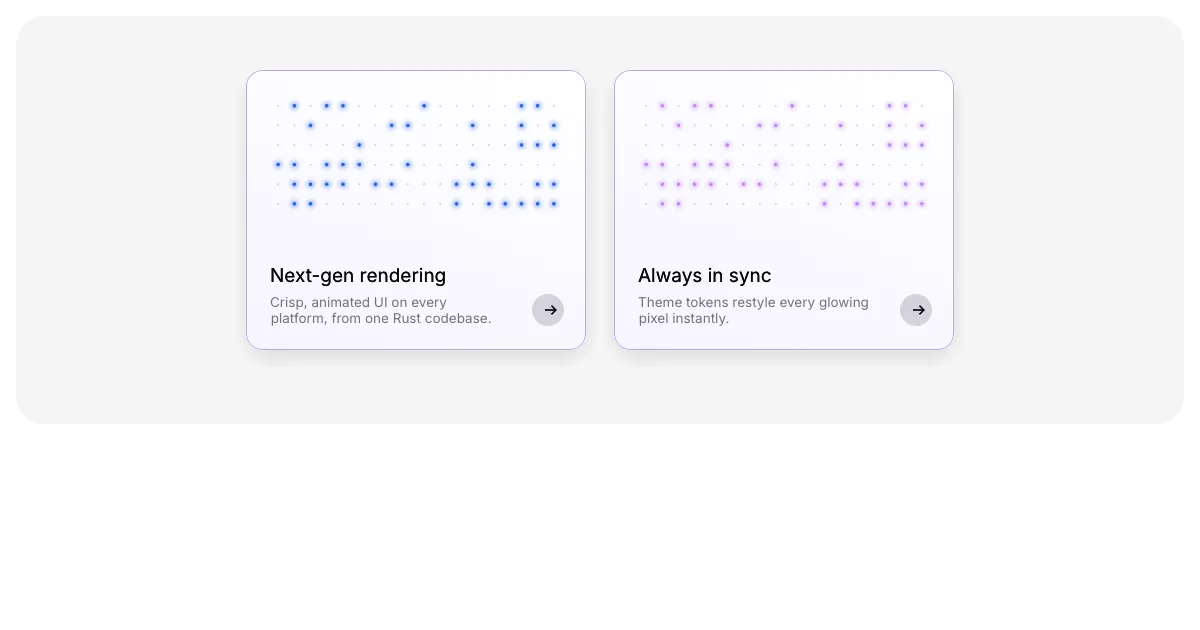 Next-gen rendering
Crisp, animated UI on every
platform, from one Rust codebase.
Always in sync
Theme tokens restyle every glowing
pixel instantly.